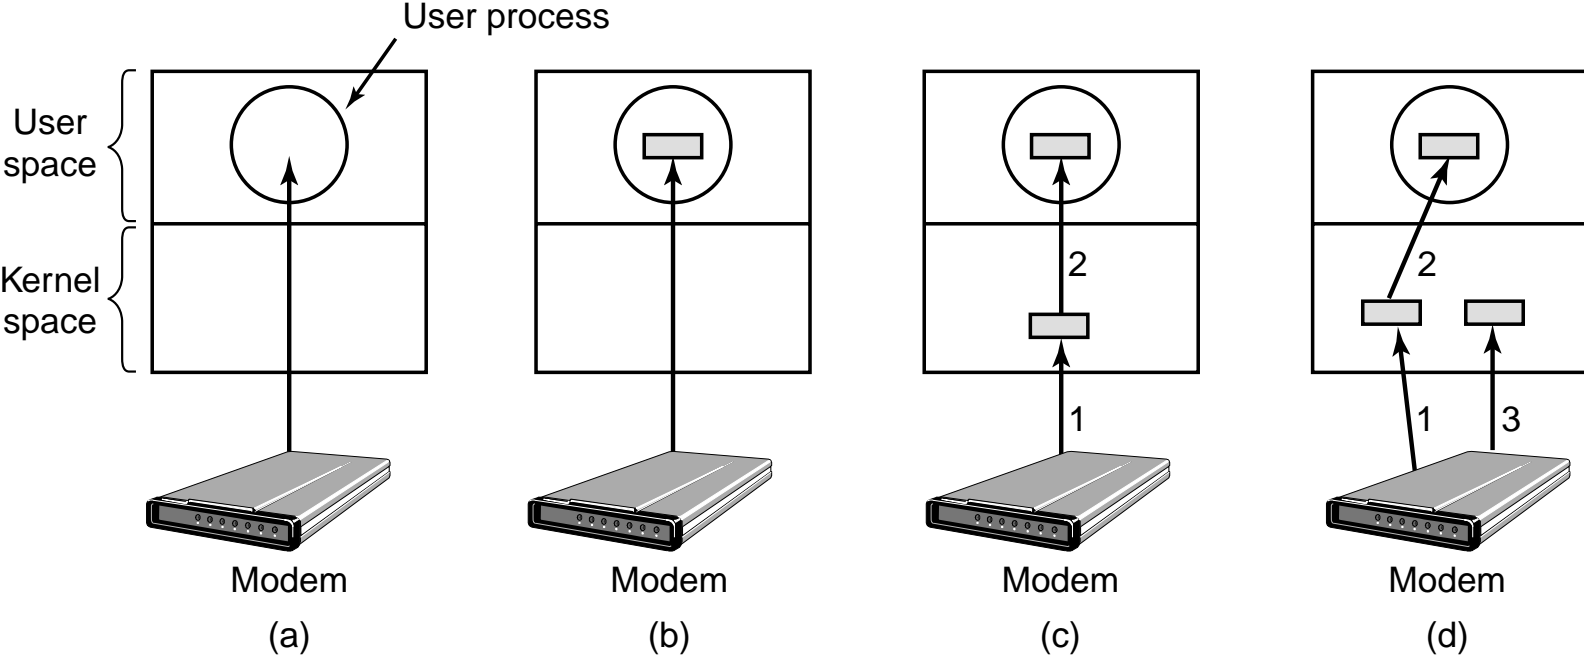 User process
User
space
Kernel
space
2
2
1
1
3
Modem
Modem
Modem
Modem
(a)
(b)
(c)
(d)